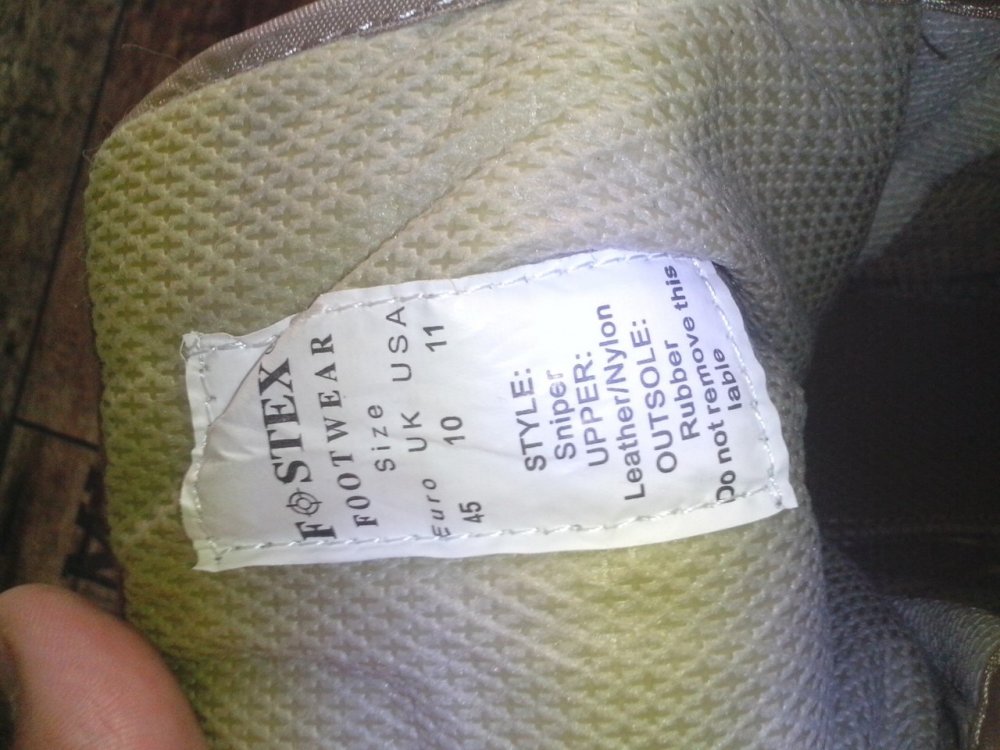 FOSTEX
FOOTWEAR
Size
Euro UK USA
45 10 11
STYLE:
Sniper
UPPER:
Leather/Nylon
OUTSOLE:
Rubber
Do not remove this
lable